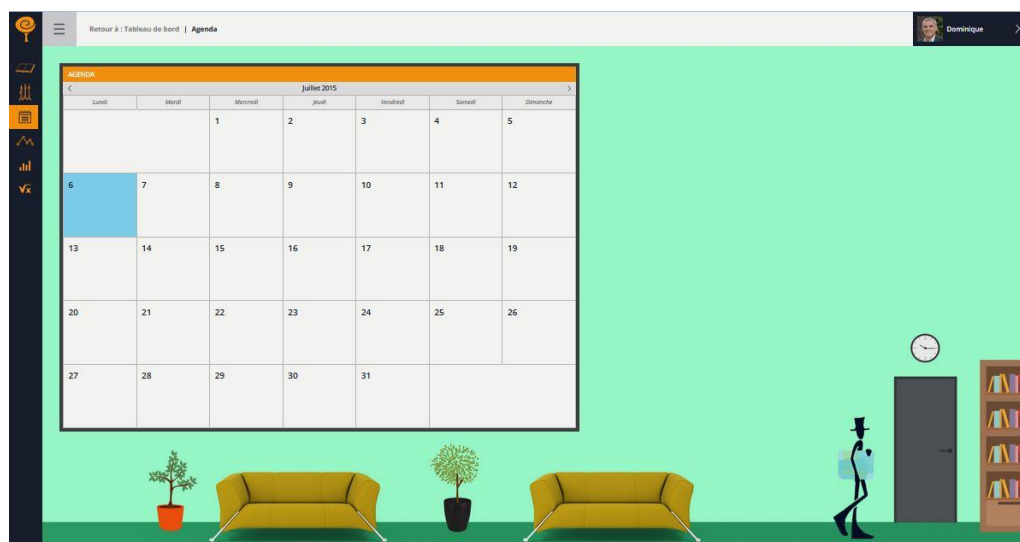 Retour à : Tableau de bord | Agenda
Dominique
AGENDA
Juillet 2015
Lundi Mardi Mercredi Jeudi Vendredi Samedi Dimanche
1 2 3 4 5
6 7 8 9 10 11 12
13 14 15 16 17 18 19
20 21 22 23 24 25 26
27 28 29 30 31
√x